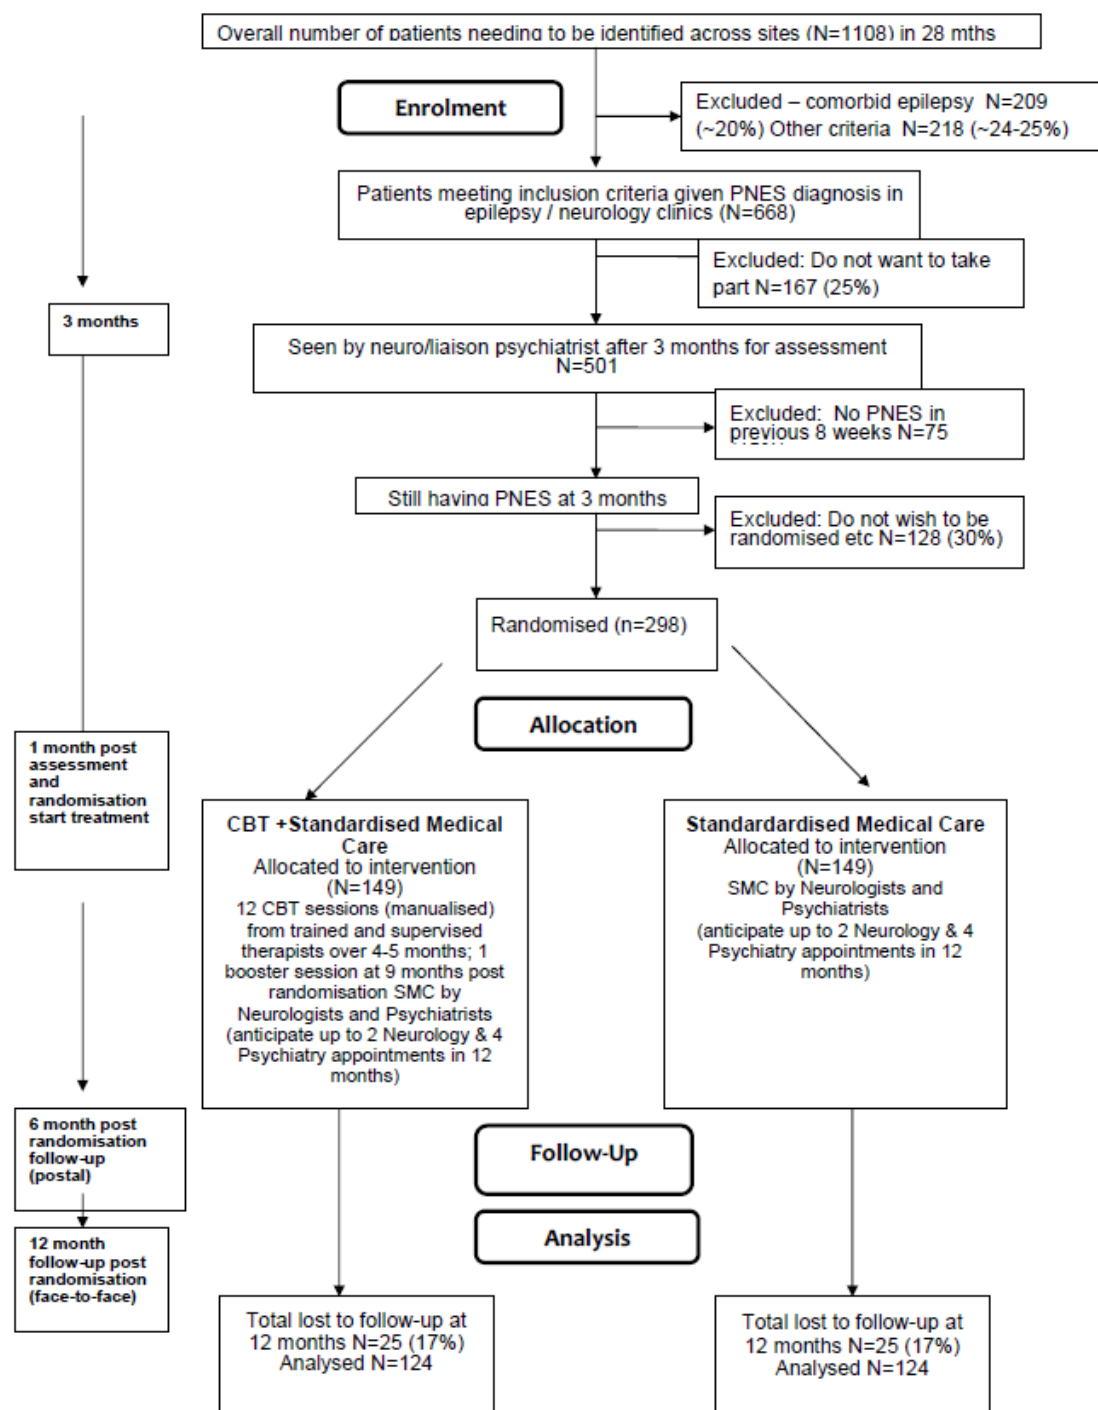 Overall number of patients needing to be identified across sites (N=1108) in 28 mths
Enrolment
Excluded – comorbid epilepsy  N=209
(~20%) Other criteria  N=218 (~24-25%)
Patients meeting inclusion criteria given PNES diagnosis in
epilepsy / neurology clinics (N=668)
Excluded: Do not want to take
part N=167 (25%)
3 months
Seen by neuro/liaison psychiatrist after 3 months for assessment
N=501
Excluded:  No PNES in
previous 8 weeks N=75
Still having PNES at 3 months
Excluded: Do not wish to be
randomised etc N=128 (30%)
Randomised (n=298)
Allocation
1 month post
assessment
and
randomisation
start treatment
CBT +Standardised Medical
Care
Allocated to intervention
(N=149)
12 CBT sessions (manualised)
from trained and supervised
therapists over 4-5 months; 1
booster session at 9 months post
randomisation SMC by
Neurologists and Psychiatrists
(anticipate up to 2 Neurology & 4
Psychiatry appointments in 12
months)
Standardardised Medical Care
Allocated to intervention
(N=149)
SMC by Neurologists and
Psychiatrists
(anticipate up to 2 Neurology & 4
Psychiatry appointments in 12
months)
6 month post
randomisation
follow-up
(postal)
Follow-Up
12 month
follow-up post
randomisation
(face-to-face)
Analysis
Total lost to follow-up at
12 months N=25 (17%)
Analysed N=124
Total lost to follow-up at
12 months N=25 (17%)
Analysed N=124